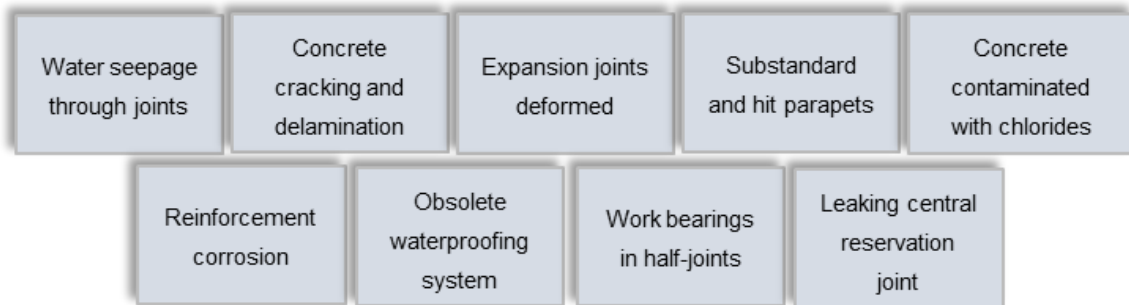 Water seepage
through joints
Concrete
cracking and
delamination
Expansion joints
deformed
Substandard
and hit parapets
Concrete
contaminated
with chlorides
Reinforcement
corrosion
Obsolete
waterproofing
system
Work bearings
in half-joints
Leaking central
reservation
joint